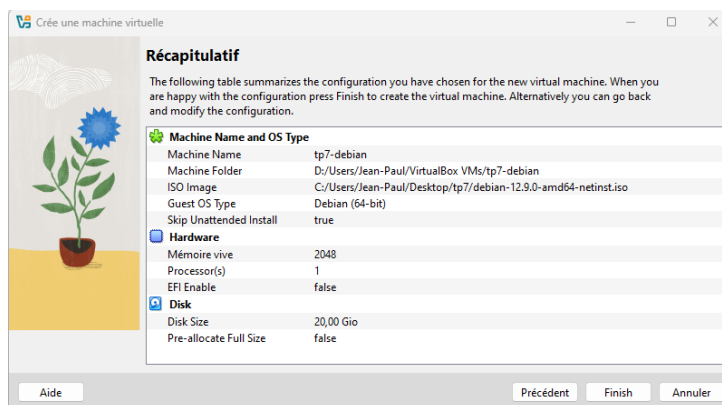 Crée une machine virtuelle
Récapitulatif
The following table summarizes the configuration you have chosen for the new virtual machine. When you
are happy with the configuration press Finish to create the virtual machine. Alternatively you can go back
and modify the configuration.
Machine Name and OS Type
Machine Name tp7-debian
Machine Folder D:/Users/Jean-Paul/VirtualBox VMs/tp7-debian
ISO Image C:/Users/Jean-Paul/Desktop/tp7/debian-12.9.0-amd64-netinst.iso
Guest OS Type Debian (64-bit)
Skip Unattended Install true
Hardware
Mémoire vive 2048
Processor(s) 1
EFI Enable false
Disk
Disk Size 20,00 Gio
Pre-allocate Full Size false
Aide Précédent Finish Annuler